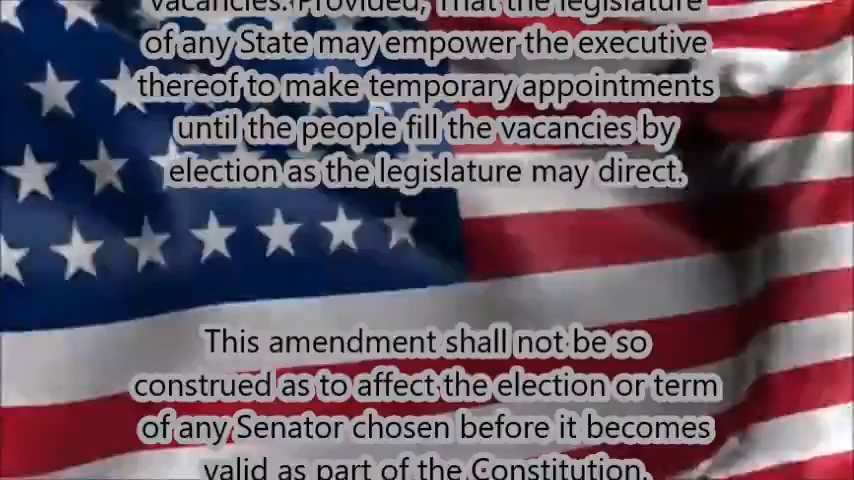 vacancies: Provided, That the legislature
of any State may empower the executive
thereof to make temporary appointments
until the people fill the vacancies by
election as the legislature may direct.
This amendment shall not be so
construed as to affect the election or term
of any Senator chosen before it becomes
valid as part of the Constitution.